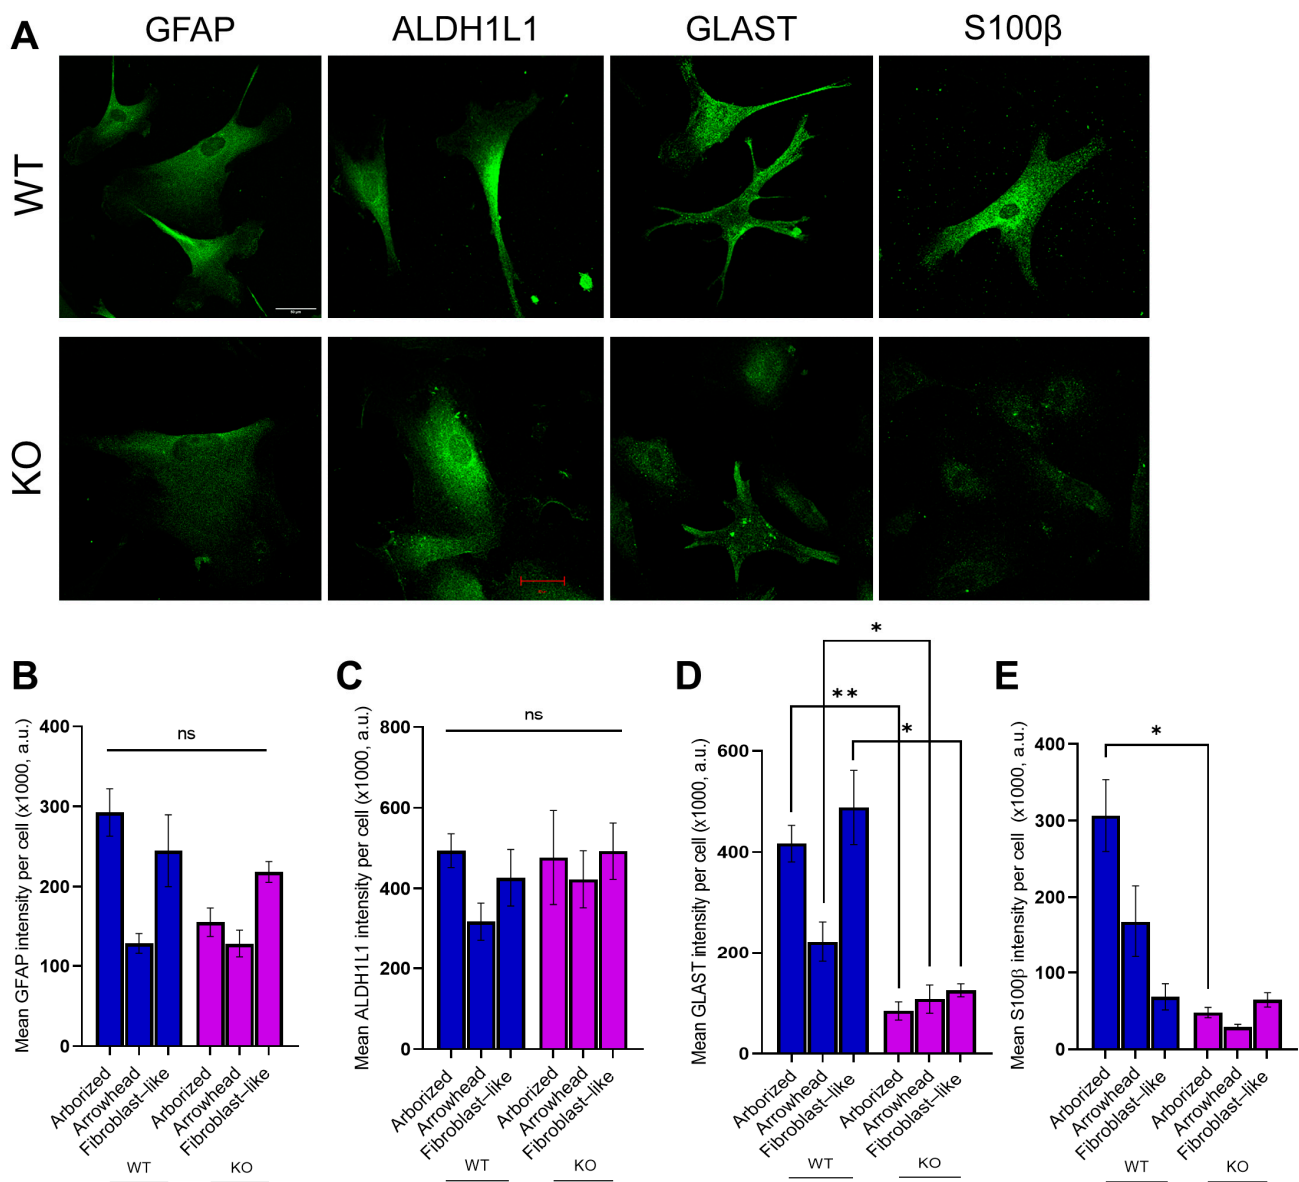 A
GFAP
ALDH1L1
GLAST
S100β
WT
KO
B
Mean GFAP intensity per cell (x1000, a.u.)
400
300
200
100
0
ns
Arborized
Arrowhead
Fibroblast–like
Arborized
Arrowhead
Fibroblast–like
WT
KO
C
Mean ALDH1L1 intensity per cell (x1000, a.u.)
800
600
400
200
0
ns
Arborized
Arrowhead
Fibroblast–like
Arborized
Arrowhead
Fibroblast–like
WT
KO
D
Mean GLAST intensity per cell (x1000, a.u.)
600
400
200
0
*
**
*
Arborized
Arrowhead
Fibroblast–like
Arborized
Arrowhead
Fibroblast–like
WT
KO
E
Mean S100β intensity per cell (x1000, a.u.)
400
300
200
100
0
*
Arborized
Arrowhead
Fibroblast–like
Arborized
Arrowhead
Fibroblast–like
WT
KO